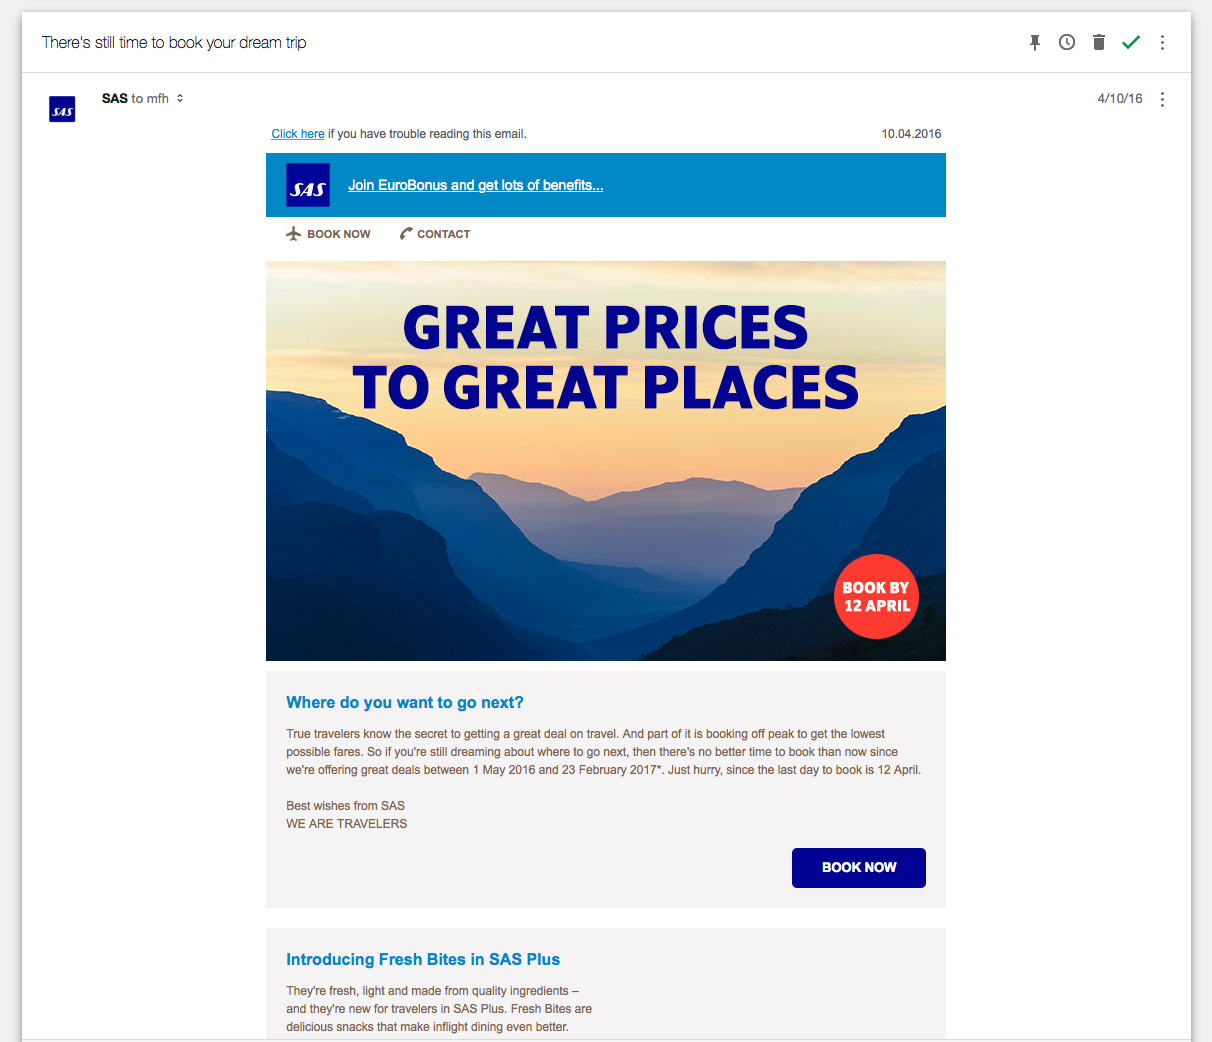 There's still time to book your dream trip
SAS
SAS to mfh
4/10/16
Click here if you have trouble reading this email.
10.04.2016
SAS
Join EuroBonus and get lots of benefits...
BOOK NOW
CONTACT
GREAT PRICES
TO GREAT PLACES
BOOK BY
12 APRIL
Where do you want to go next?
True travelers know the secret to getting a great deal on travel. And part of it is booking off peak to get the lowest
possible fares. So if you're still dreaming about where to go next, then there's no better time to book than now since
we're offering great deals between 1 May 2016 and 23 February 2017*. Just hurry, since the last day to book is 12 April.
Best wishes from SAS
WE ARE TRAVELERS
BOOK NOW
Introducing Fresh Bites in SAS Plus
They're fresh, light and made from quality ingredients –
and they're new for travelers in SAS Plus. Fresh Bites are
delicious snacks that make inflight dining even better.